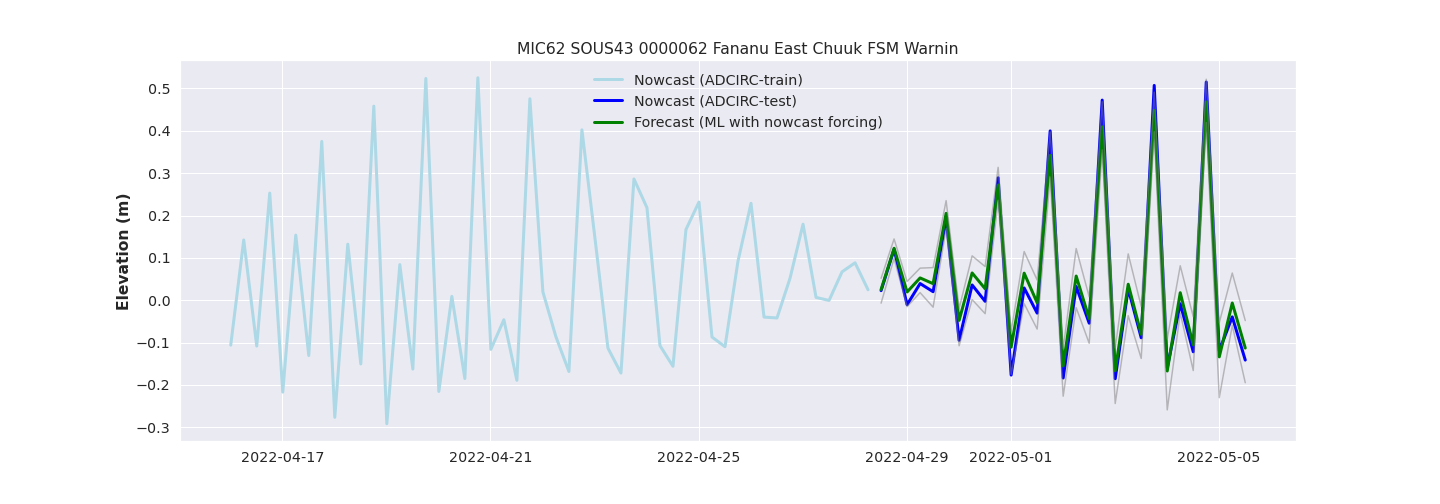 MIC62 SOUS43 0000062 Fananu East Chuuk FSM Warnin
Nowcast (ADCIRC-train)
Nowcast (ADCIRC-test)
Forecast (ML with nowcast forcing)
Elevation (m)
0.5
0.4
0.3
0.2
0.1
0.0
−0.1
−0.2
−0.3
2022-04-17 2022-04-21 2022-04-25 2022-04-29 2022-05-01 2022-05-05